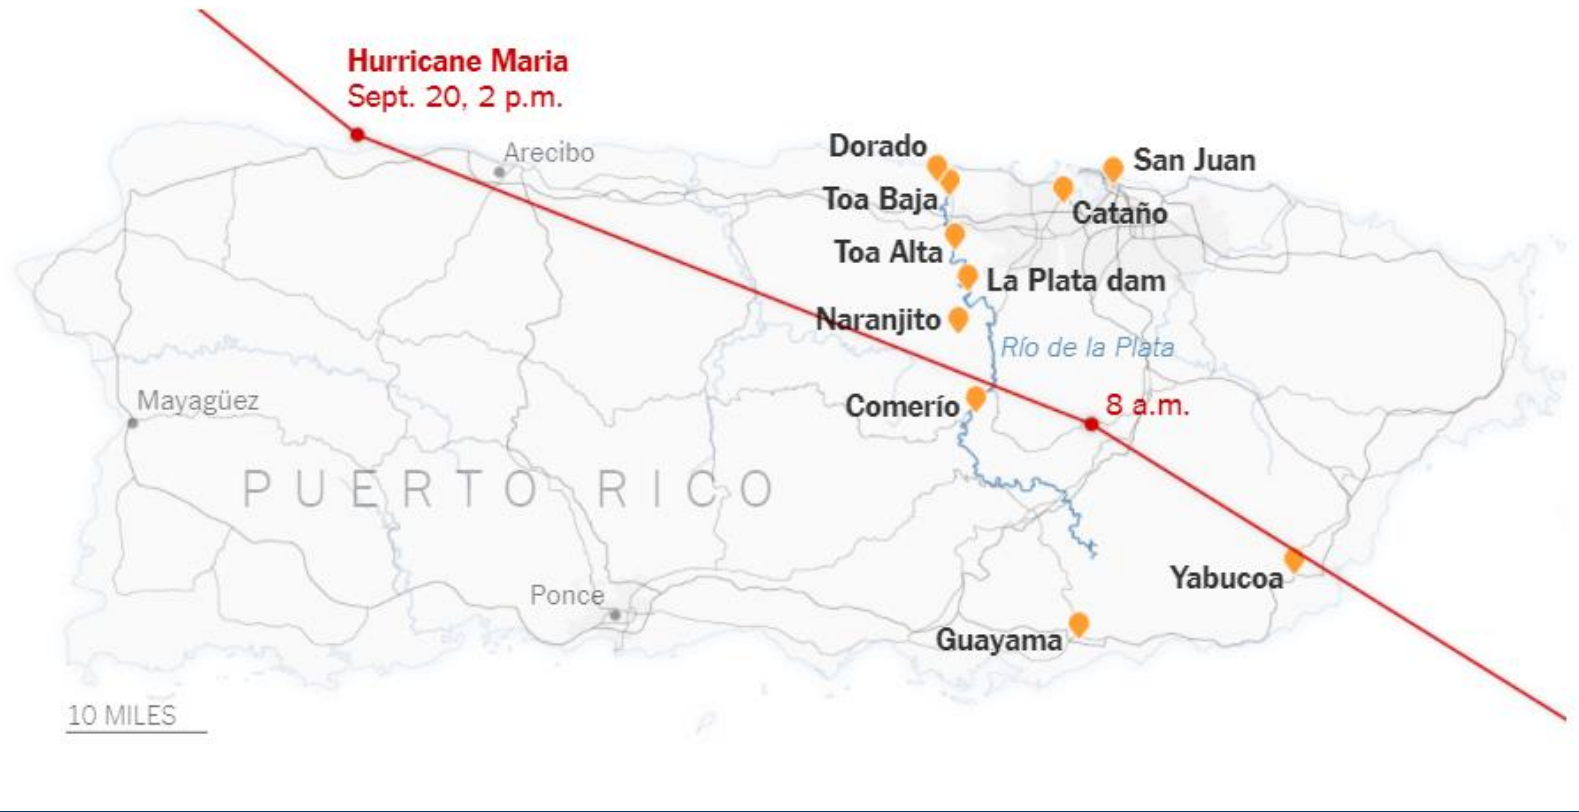 Hurricane Maria
Sept. 20, 2 p.m.
Arecibo
Dorado
San Juan
Toa Baja
Cataño
Toa Alta
La Plata dam
Naranjito
Río de la Plata
Mayagüez
Comerío
8 a.m.
PUERTO RICO
Yabucoa
Ponce
Guayama
10 MILES